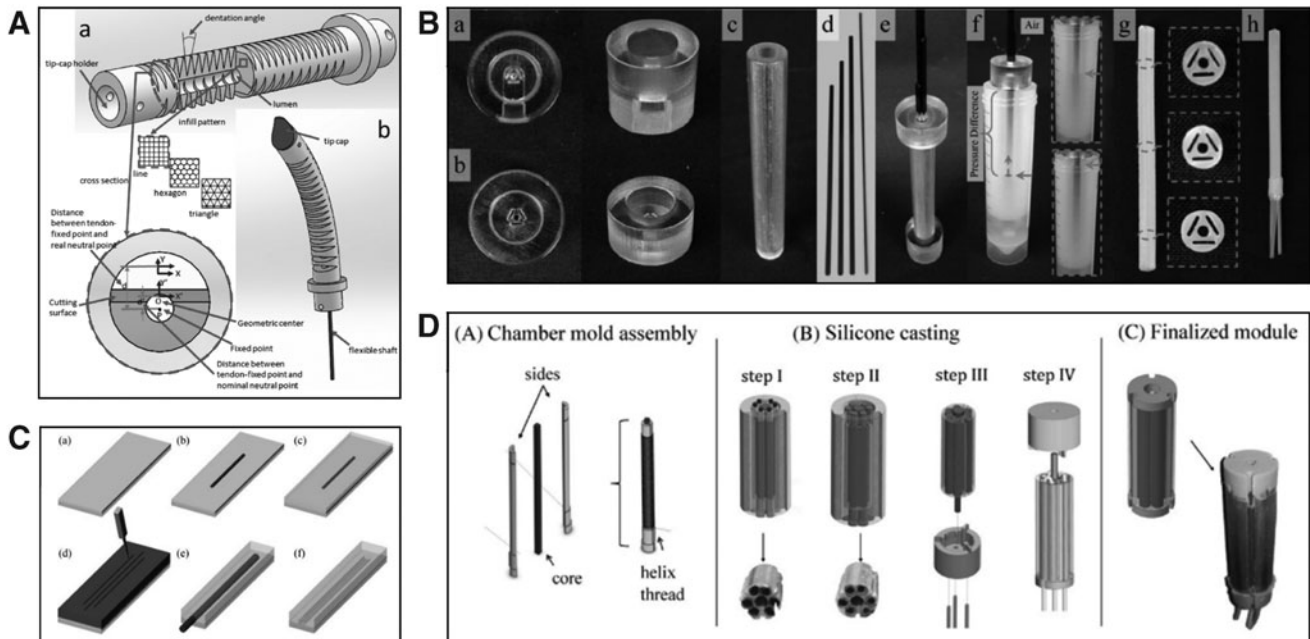 A
a
dentation angle
tip-cap holder
lumen
infill pattern
b
tip cap
line
cross section
hexagon
triangle
Distance
between tendon-
fixed point and
real neutral point
Y
X
Y'
d
X'
O
Cutting
surface
Geometric center
Fixed point
flexible shaft
Distance between
tendon-fixed point and
nominal neutral point
B
a
b
c
d
e
f
Air
Pressure Difference
g
h
C
(a)
(b)
(c)
(d)
(e)
(f)
D
(A) Chamber mold assembly
sides
core
helix
thread
(B) Silicone casting
step I
step II
step III
step IV
(C) Finalized module